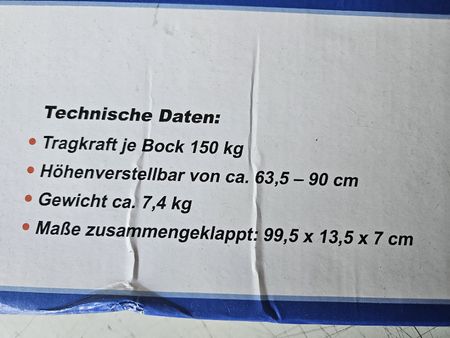 Technische Daten:
• Tragkraft je Bock 150 kg
• Höhenverstellbar von ca. 63,5 – 90 cm
• Gewicht ca. 7,4 kg
• Maße zusammengeklappt: 99,5 x 13,5 x 7 cm